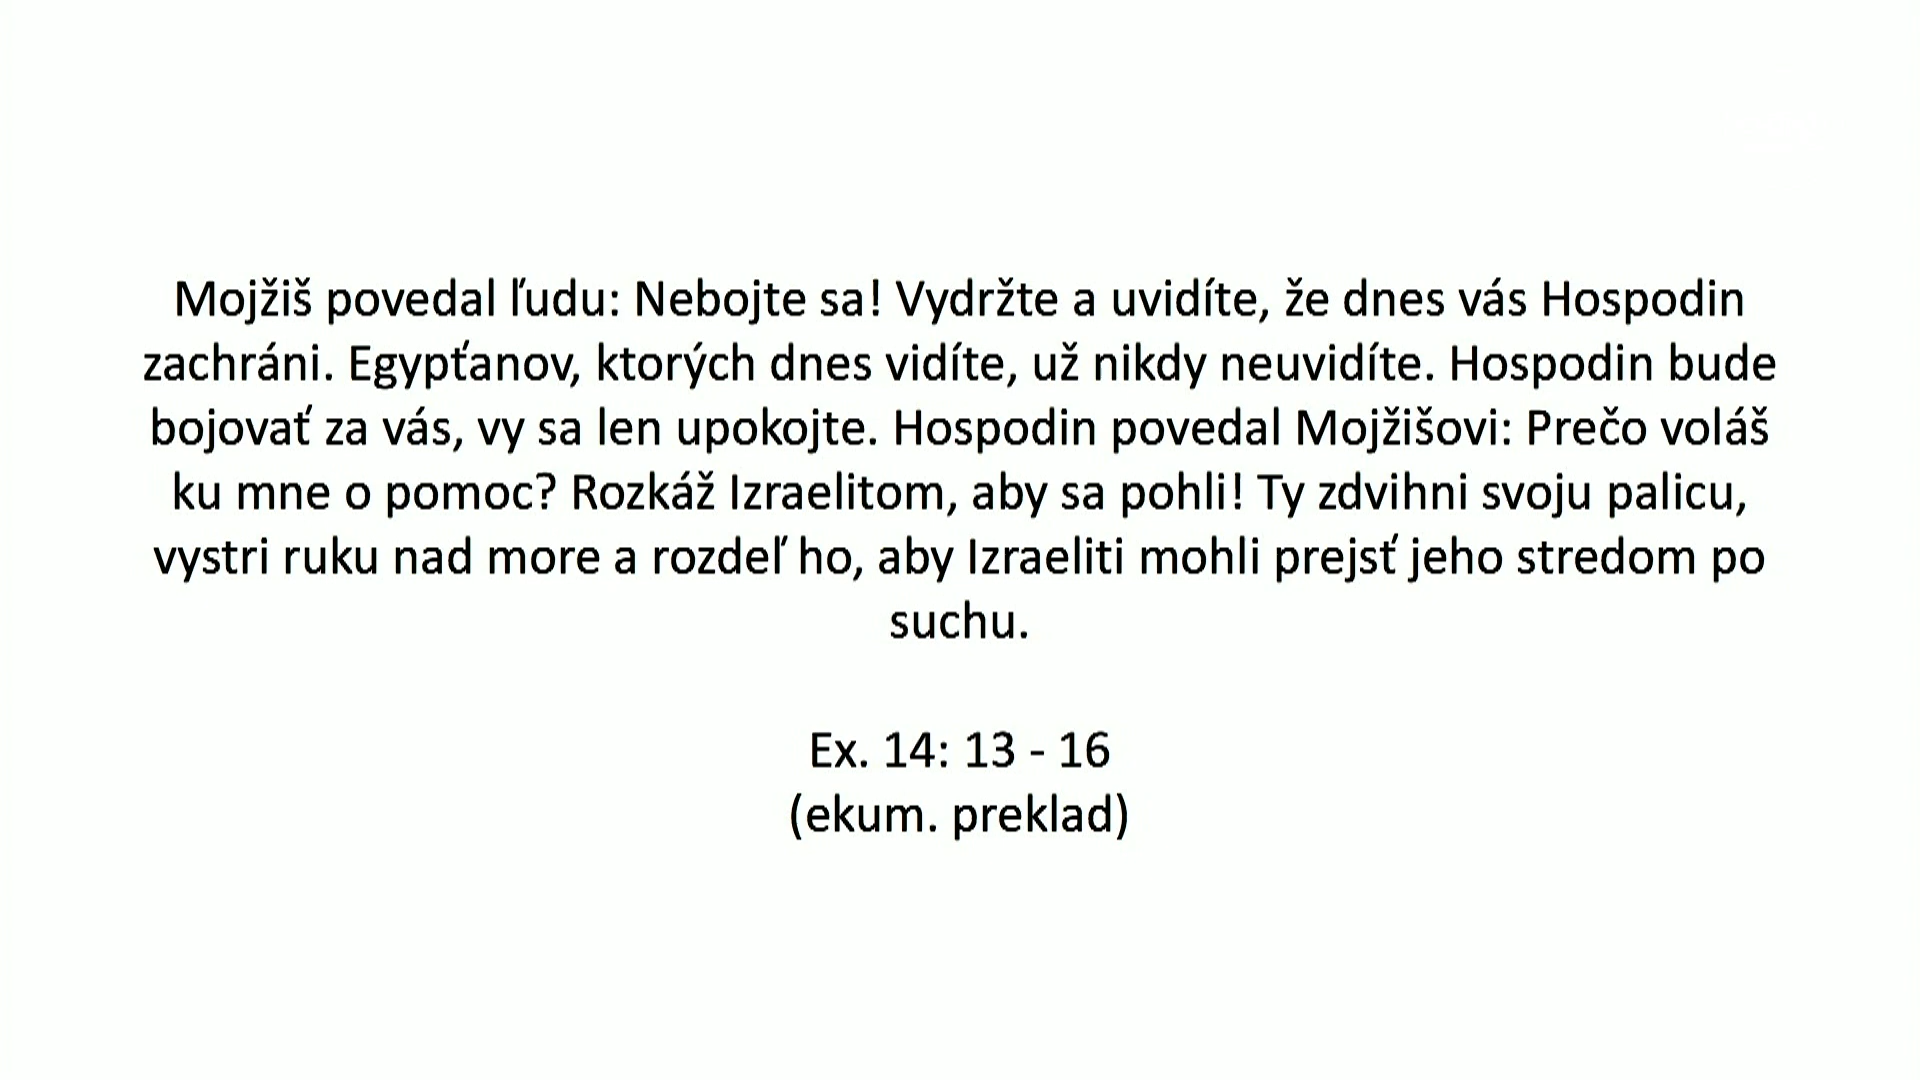 Mojžiš povedal ľudu: Nebojte sa! Vydržte a uvidíte, že dnes vás Hospodin
zachráni. Egypťanov, ktorých dnes vidíte, už nikdy neuvidíte. Hospodin bude
bojovať za vás, vy sa len upokojte. Hospodin povedal Mojžišovi: Prečo voláš
ku mne o pomoc? Rozkáž Izraelitom, aby sa pohli! Ty zdvihni svoju palicu,
vystri ruku nad more a rozdeľ ho, aby Izraeliti mohli prejsť jeho stredom po
suchu.
Ex. 14: 13 - 16
(ekum. preklad)